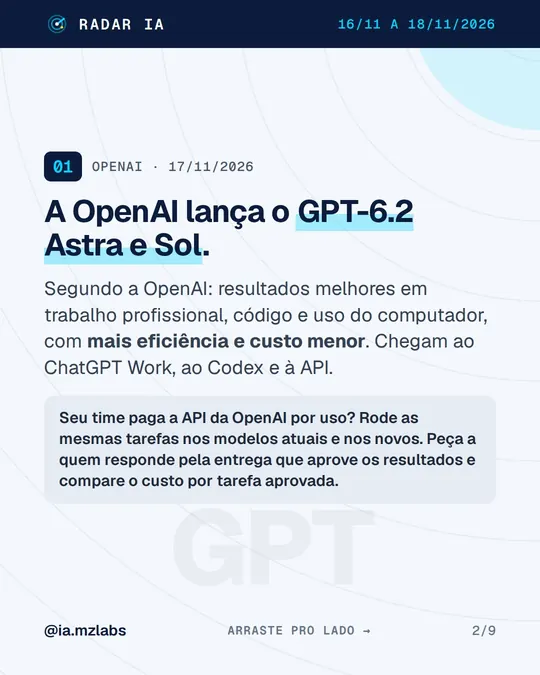 RADAR IA
16/11 A 18/11/2026
01 OPENAI · 17/11/2026
A OpenAI lança o GPT-6.2
Astra e Sol.
Segundo a OpenAI: resultados melhores em
trabalho profissional, código e uso do computador,
com mais eficiência e custo menor. Chegam ao
ChatGPT Work, ao Codex e à API.
Seu time paga a API da OpenAI por uso? Rode as
mesmas tarefas nos modelos atuais e nos novos. Peça a
quem responde pela entrega que aprove os resultados e
compare o custo por tarefa aprovada.
GPT
@ia.mzlabs
ARRASTE PRO LADO →
2/9